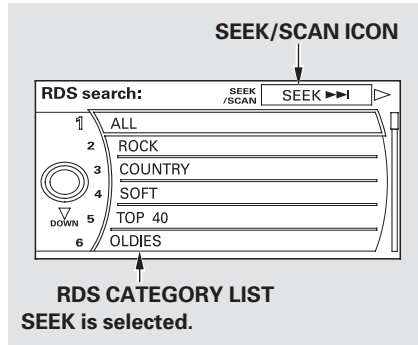 SEEK/SCAN ICON
RDS search:
SEEK
/SCAN
SEEK
1 ALL
2 ROCK
3 COUNTRY
4 SOFT
DOWN
5 TOP 40
6 OLDIES
RDS CATEGORY LIST
SEEK is selected.